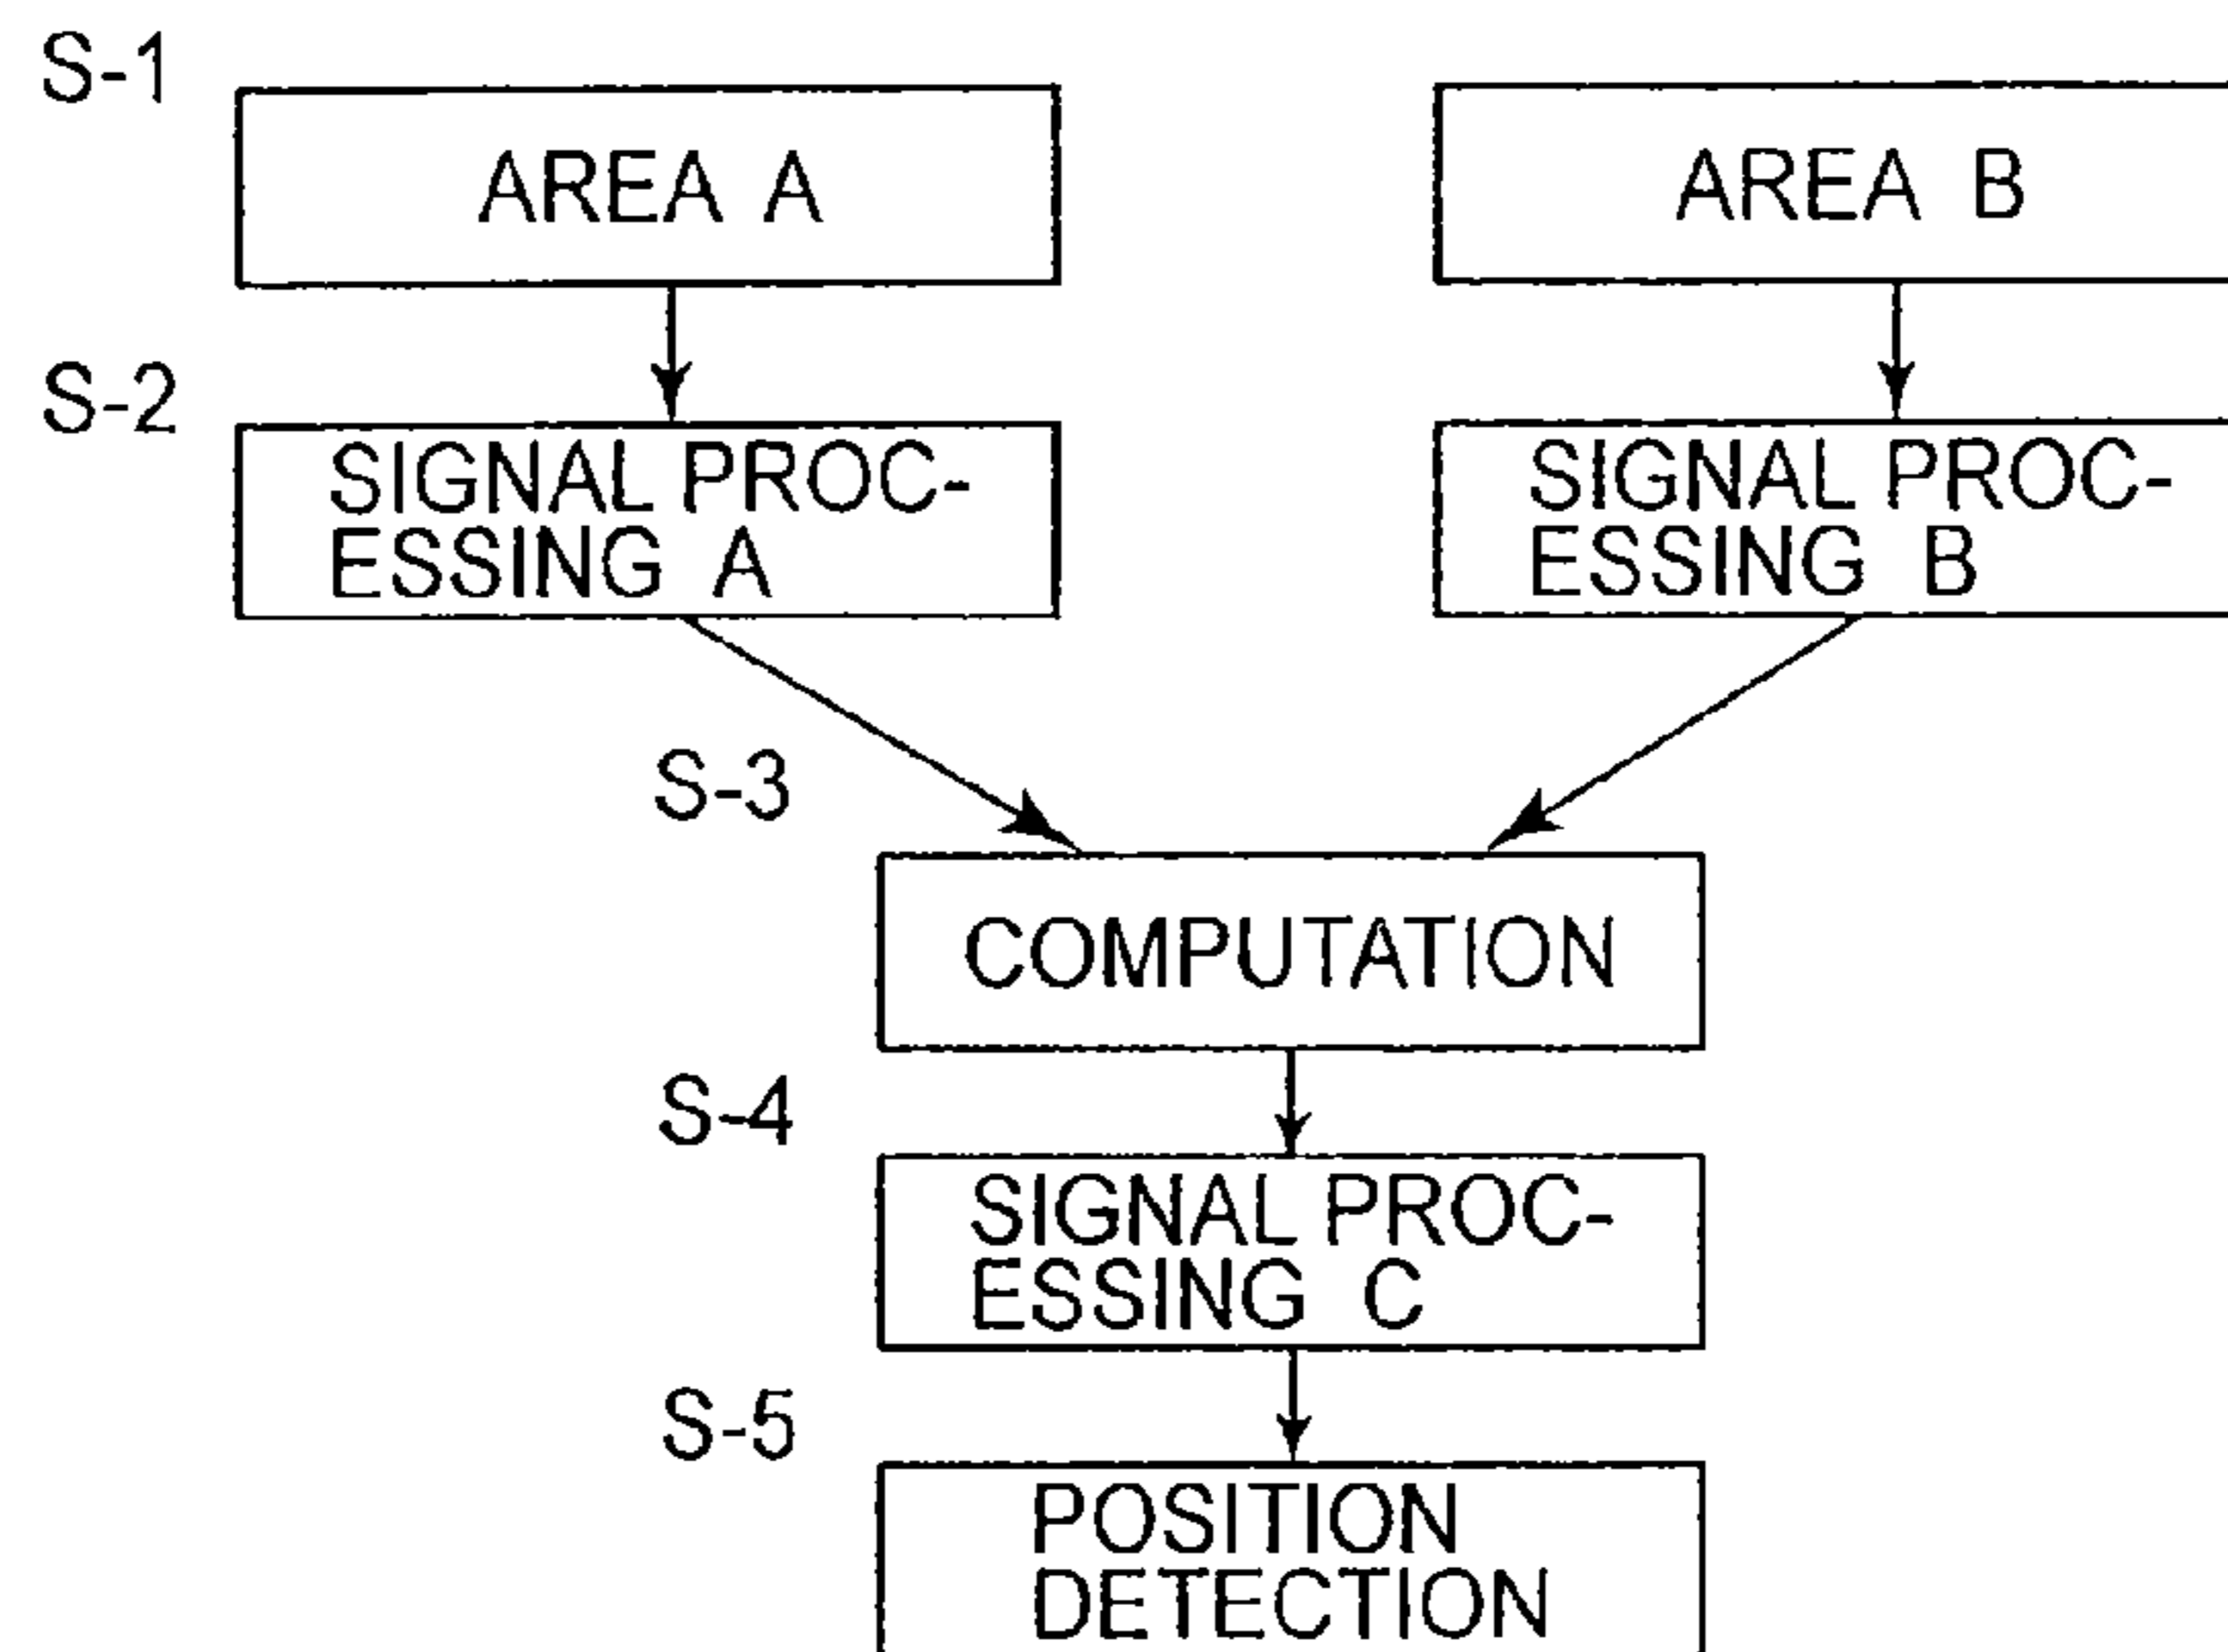 S-1
AREA A
AREA B
S-2
SIGNAL PROC-
ESSING A
SIGNAL PROC-
ESSING B
S-3
COMPUTATION
S-4
SIGNAL PROC-
ESSING C
S-5
POSITION
DETECTION